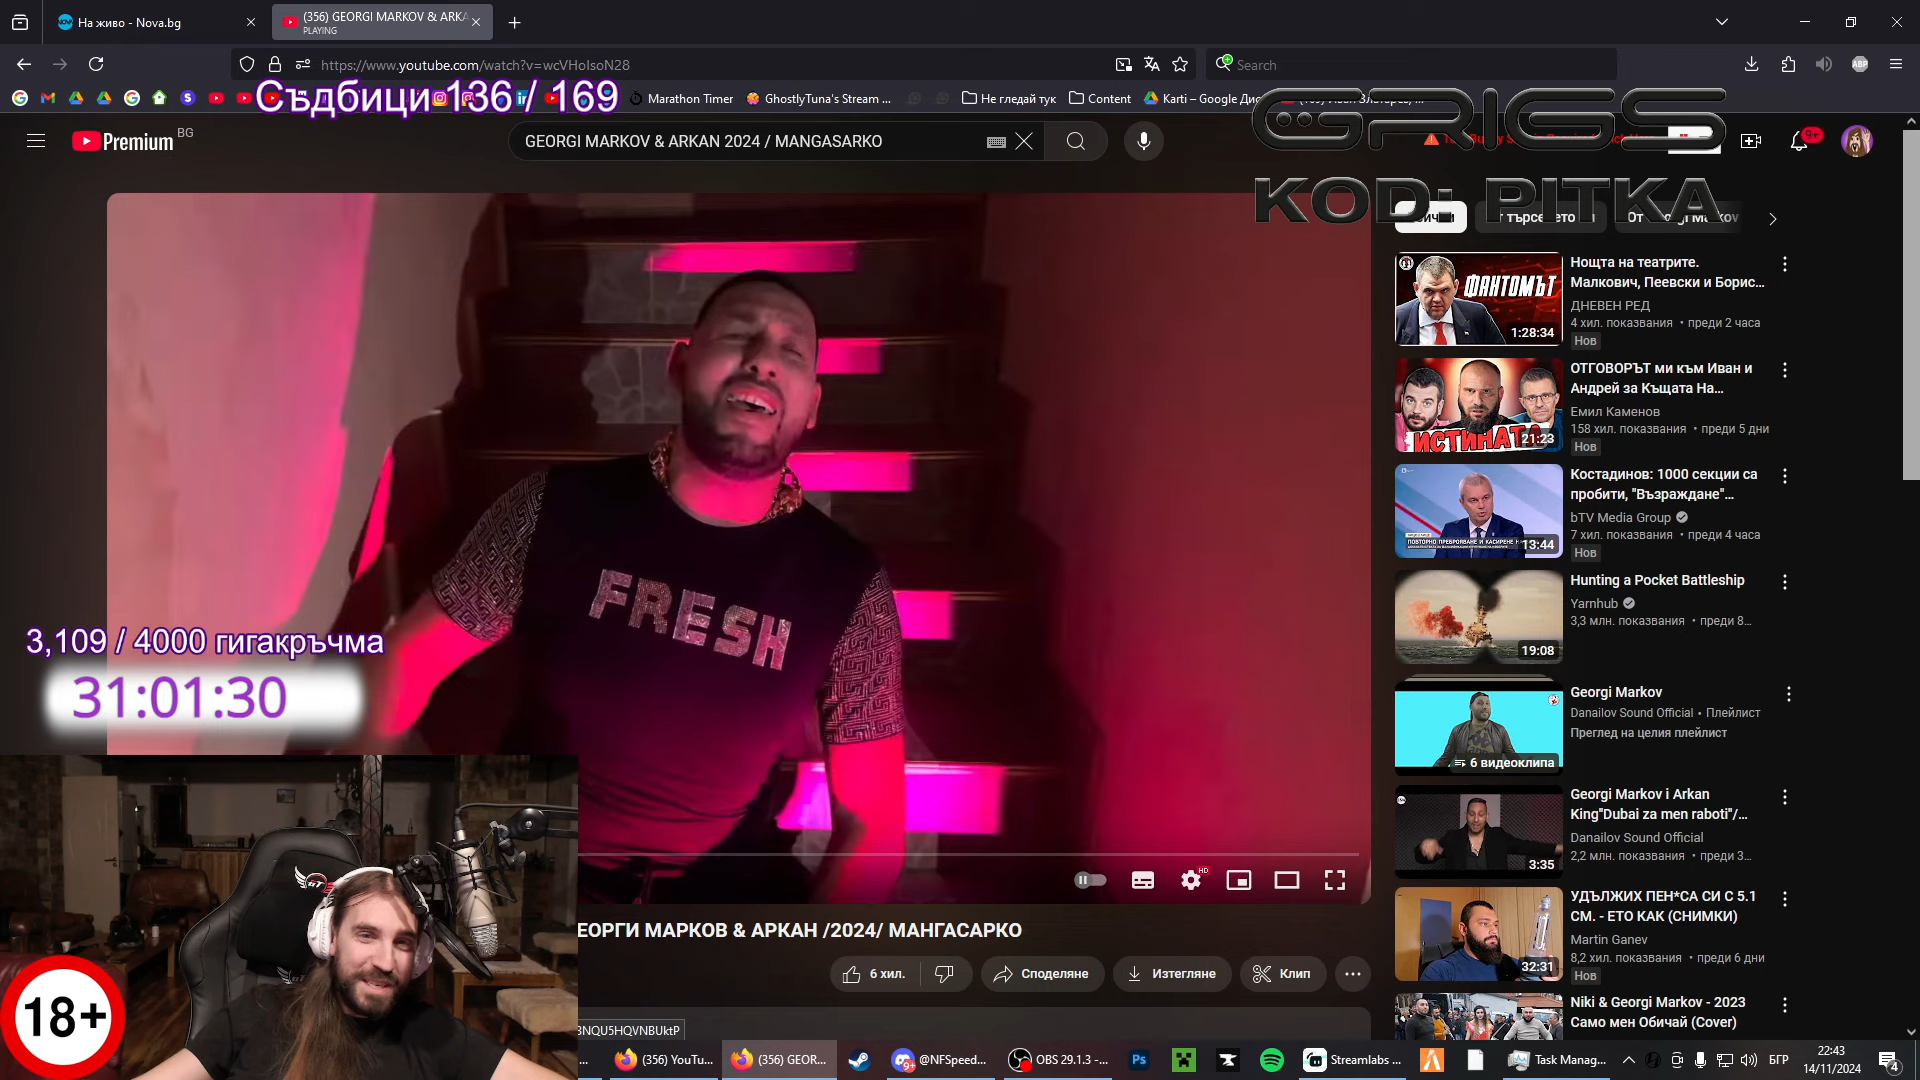 На живо - Nova.bg
(356) GEORGI MARKOV & ARKA
PLAYING
https://www.youtube.com/watch?v=wcVHoIsoN28
Search
Съдбици 136 / 169
Marathon Timer
GhostlyTuna's Stream ...
Не гледай тук
Content
Karti – Google Дис
GRIGS
KOD: PITKA
Premium
BG
GEORGI MARKOV & ARKAN 2024 / MANGASARKO
9+
От
ФАНТОМЪТ
1:28:34
Нощта на театрите.
Малкович, Пеевски и Борис...
ДНЕВЕН РЕД
4 хил. показвания • преди 2 часа
Нов
ИСТИНАТА
21:23
ОТГОВОРЪТ ми към Иван и
Андрей за Къщата На...
Емил Каменов
158 хил. показвания • преди 5 дни
Нов
13:44
Костадинов: 1000 секции са
пробити, "Възраждане"...
bTV Media Group
7 хил. показвания • преди 4 часа
Нов
19:08
Hunting a Pocket Battleship
Yarnhub
3,3 млн. показвания • преди 8...
6 видеоклипа
Georgi Markov
Danailov Sound Official • Плейлист
Преглед на целия плейлист
3:35
Georgi Markov i Arkan
King"Dubai za men raboti"/...
Danailov Sound Official
2,2 млн. показвания • преди 3...
32:31
УДЪЛЖИХ ПЕН*СА СИ С 5.1
СМ. - ЕТО КАК (СНИМКИ)
Martin Ganev
8,2 хил. показвания • преди 6 дни
Нов
Niki & Georgi Markov - 2023
Само мен Обичай (Cover)
FRESH
3,109 / 4000 гигакръчма
31:01:30
HD
ЕОРГИ МАРКОВ & АРКАН /2024/ МАНГАСАРКО
6 хил.
Споделяне
Изтегляне
Клип
3NQU5HQVNBUktP
18+
(356) YouTu...
(356) GEOR...
@NFSpeed...
OBS 29.1.3 -...
Ps
Streamlabs ...
Task Manag...
БГР
22:43
14/11/2024
4